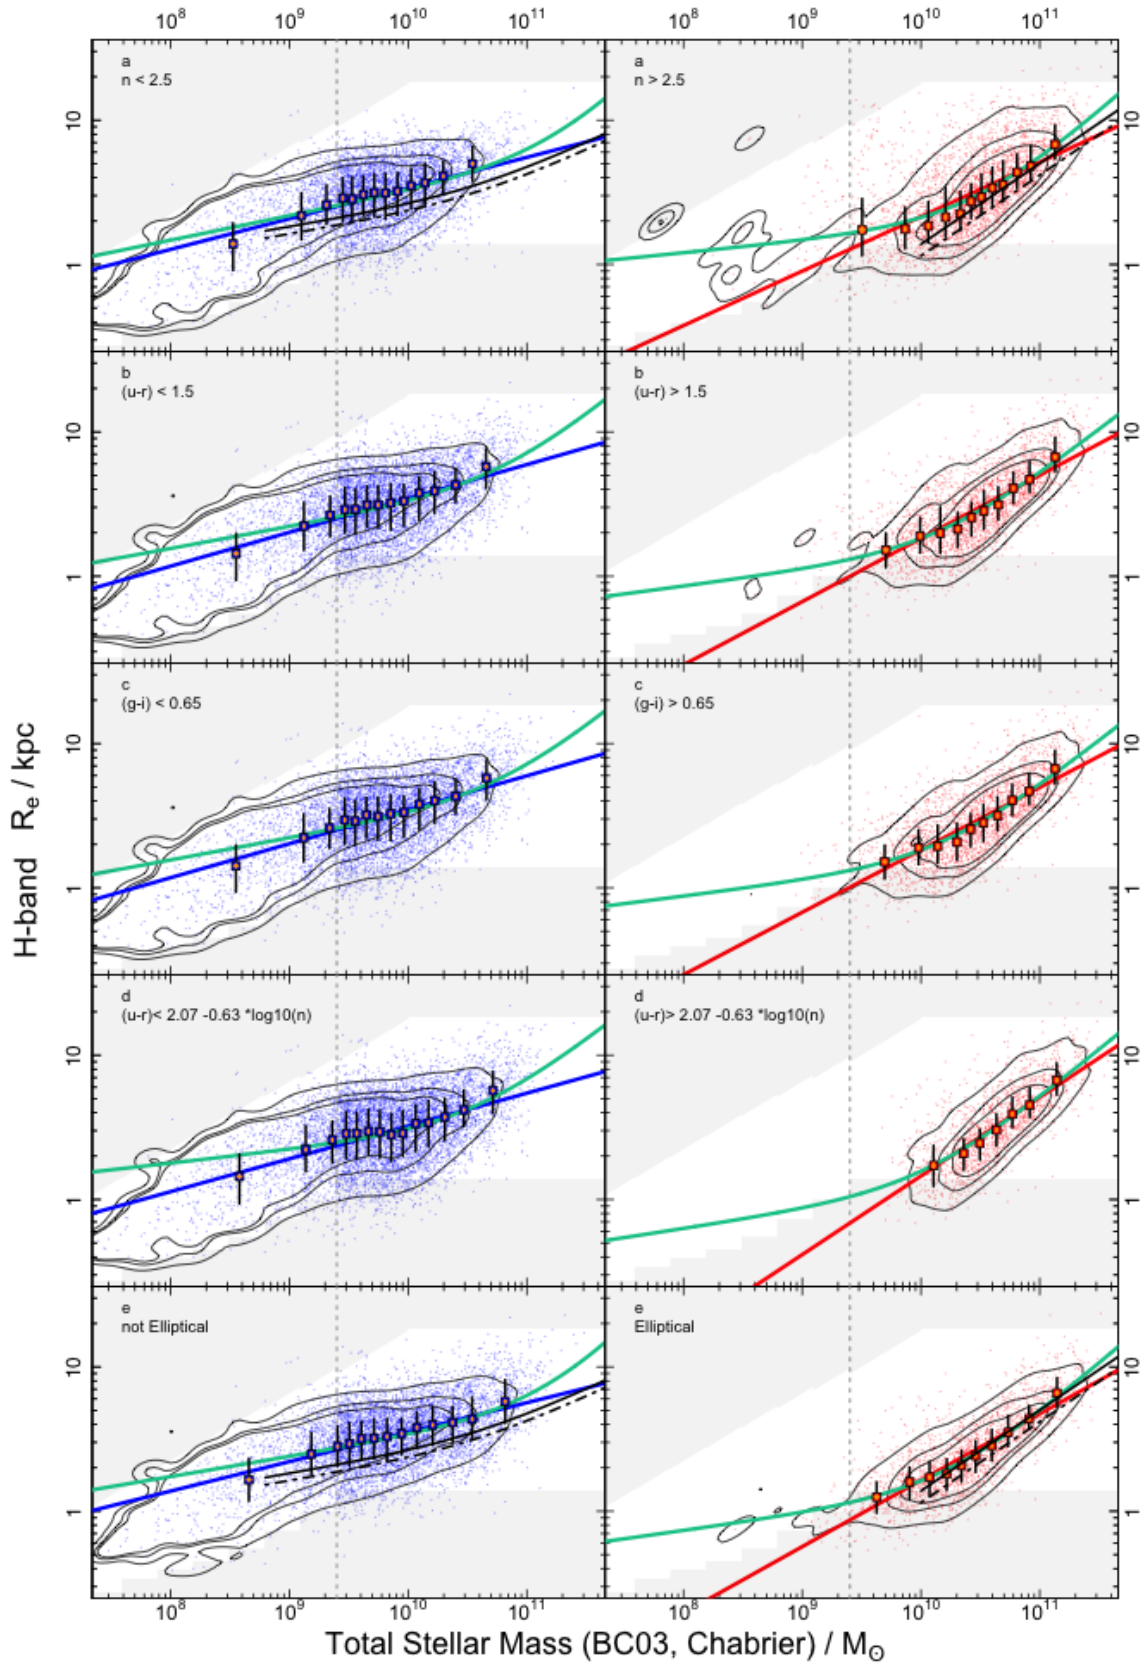 10^8 10^9 10^10 10^11 10^8 10^9 10^10 10^11
a
n < 2.5
a
n > 2.5
10
1
10
1
b
(u-r) < 1.5
b
(u-r) > 1.5
10
1
10
1
c
(g-i) < 0.65
c
(g-i) > 0.65
10
1
10
1
H-band R_e / kpc
d
(u-r)< 2.07 -0.63 *log10(n)
d
(u-r)> 2.07 -0.63 *log10(n)
10
1
10
1
e
not Elliptical
e
Elliptical
10
1
10
1
10^8 10^9 10^10 10^11 10^8 10^9 10^10 10^11
Total Stellar Mass (BC03, Chabrier) / M_⊙